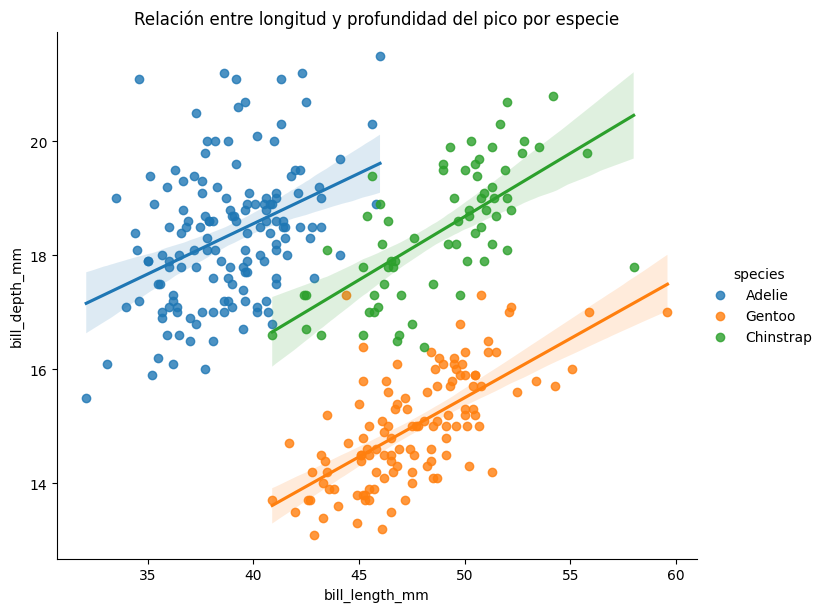 Relación entre longitud y profundidad del pico por especie
bill_depth_mm
20
18
16
14
35
40
45
50
55
60
bill_length_mm
species
Adelie
Gentoo
Chinstrap